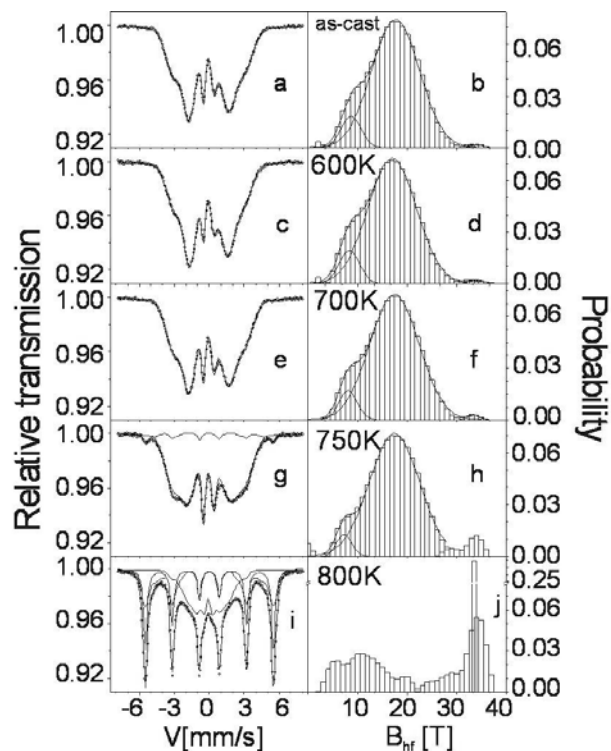 Relative transmission
Probability
1.00
0.96
0.92
a
as-cast
b
0.06
0.03
0.00
1.00
0.96
0.92
c
600K
d
0.06
0.03
0.00
1.00
0.96
0.92
e
700K
f
0.06
0.03
0.00
1.00
0.96
0.92
g
750K
h
0.06
0.03
0.00
1.00
0.96
0.92
i
800K
j
0.25
0.06
0.03
0.00
-6 -3 0 3 6
10 20 30 40
V[mm/s]
Bhf [T]